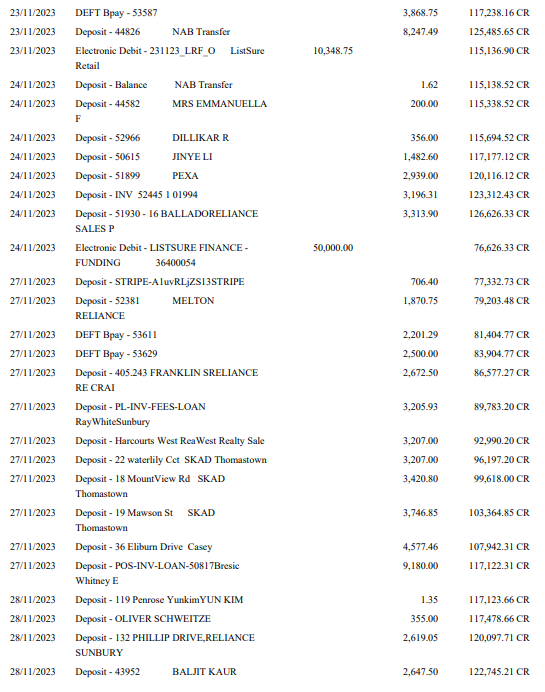 23/11/2023 DEFT Bpay - 53587 3,868.75 117,238.16 CR
23/11/2023 Deposit - 44826 NAB Transfer 8,247.49 125,485.65 CR
23/11/2023 Electronic Debit - 231123_LRF_O ListSure 10,348.75 115,136.90 CR
Retail
24/11/2023 Deposit - Balance NAB Transfer 1.62 115,138.52 CR
24/11/2023 Deposit - 44582 MRS EMMANUELLA 200.00 115,338.52 CR
F
24/11/2023 Deposit - 52966 DILLIKAR R 356.00 115,694.52 CR
24/11/2023 Deposit - 50615 JINYE LI 1,482.60 117,177.12 CR
24/11/2023 Deposit - 51899 PEXA 2,939.00 120,116.12 CR
24/11/2023 Deposit - INV 52445 1 01994 3,196.31 123,312.43 CR
24/11/2023 Deposit - 51930 - 16 BALLADORELIANCE 3,313.90 126,626.33 CR
SALES P
24/11/2023 Electronic Debit - LISTSURE FINANCE - 50,000.00 76,626.33 CR
FUNDING 36400054
27/11/2023 Deposit - STRIPE-A1uvRLjZS13STRIPE 706.40 77,332.73 CR
27/11/2023 Deposit - 52381 MELTON 1,870.75 79,203.48 CR
RELIANCE
27/11/2023 DEFT Bpay - 53611 2,201.29 81,404.77 CR
27/11/2023 DEFT Bpay - 53629 2,500.00 83,904.77 CR
27/11/2023 Deposit - 405.243 FRANKLIN SRELIANCE 2,672.50 86,577.27 CR
RE CRAI
27/11/2023 Deposit - PL-INV-FEES-LOAN 3,205.93 89,783.20 CR
RayWhiteSunbury
27/11/2023 Deposit - Harcourts West ReaWest Realty Sale 3,207.00 92,990.20 CR
27/11/2023 Deposit - 22 waterlily Cct SKAD Thomastown 3,207.00 96,197.20 CR
27/11/2023 Deposit - 18 MountView Rd SKAD 3,420.80 99,618.00 CR
Thomastown
27/11/2023 Deposit - 19 Mawson St SKAD 3,746.85 103,364.85 CR
Thomastown
27/11/2023 Deposit - 36 Eliburn Drive Casey 4,577.46 107,942.31 CR
27/11/2023 Deposit - POS-INV-LOAN-50817Bresic 9,180.00 117,122.31 CR
Whitney E
28/11/2023 Deposit - 119 Penrose YunkimYUN KIM 1.35 117,123.66 CR
28/11/2023 Deposit - OLIVER SCHWEITZE 355.00 117,478.66 CR
28/11/2023 Deposit - 132 PHILLIP DRIVE,RELIANCE 2,619.05 120,097.71 CR
SUNBURY
28/11/2023 Deposit - 43952 BALJIT KAUR 2,647.50 122,745.21 CR